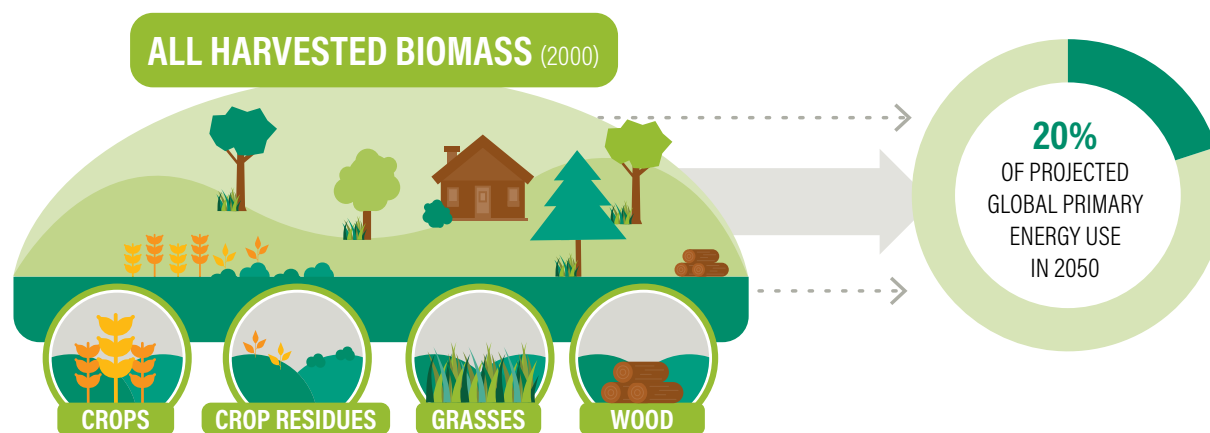 ALL HARVESTED BIOMASS (2000)
20%
OF PROJECTED
GLOBAL PRIMARY
ENERGY USE
IN 2050
CROPS
CROP RESIDUES
GRASSES
WOOD